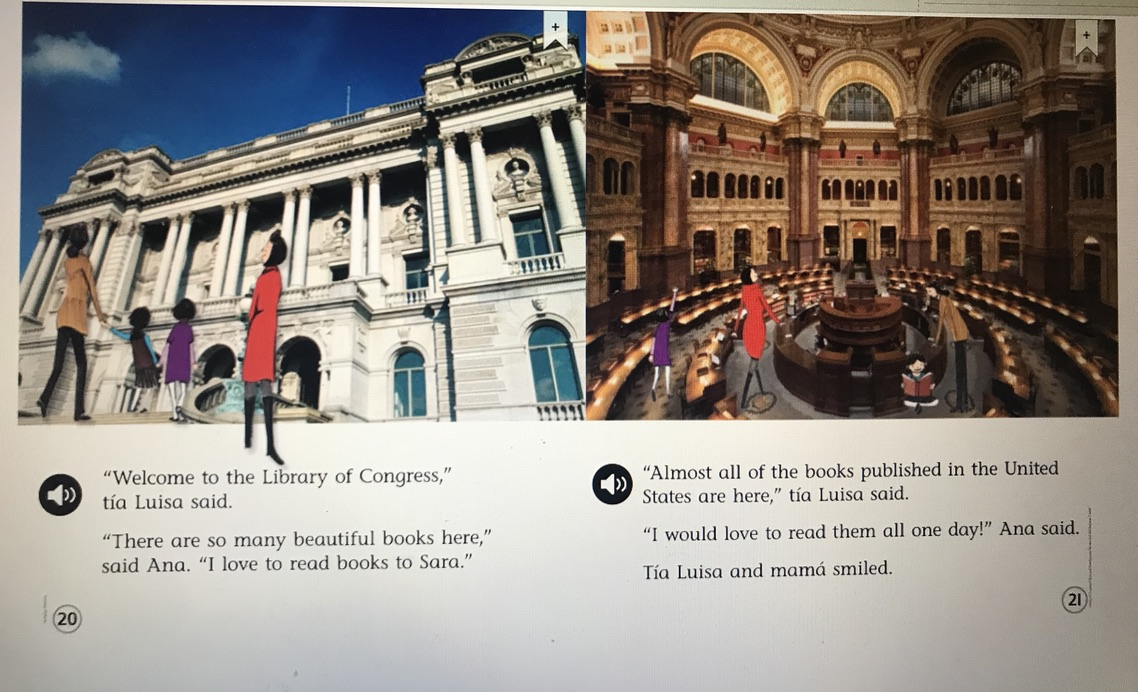 “Welcome to the Library of Congress,”
tía Luisa said.
“There are so many beautiful books here,”
said Ana. “I love to read books to Sara.”
20
“Almost all of the books published in the United
States are here,” tía Luisa said.
“I would love to read them all one day!” Ana said.
Tía Luisa and mamá smiled.
21